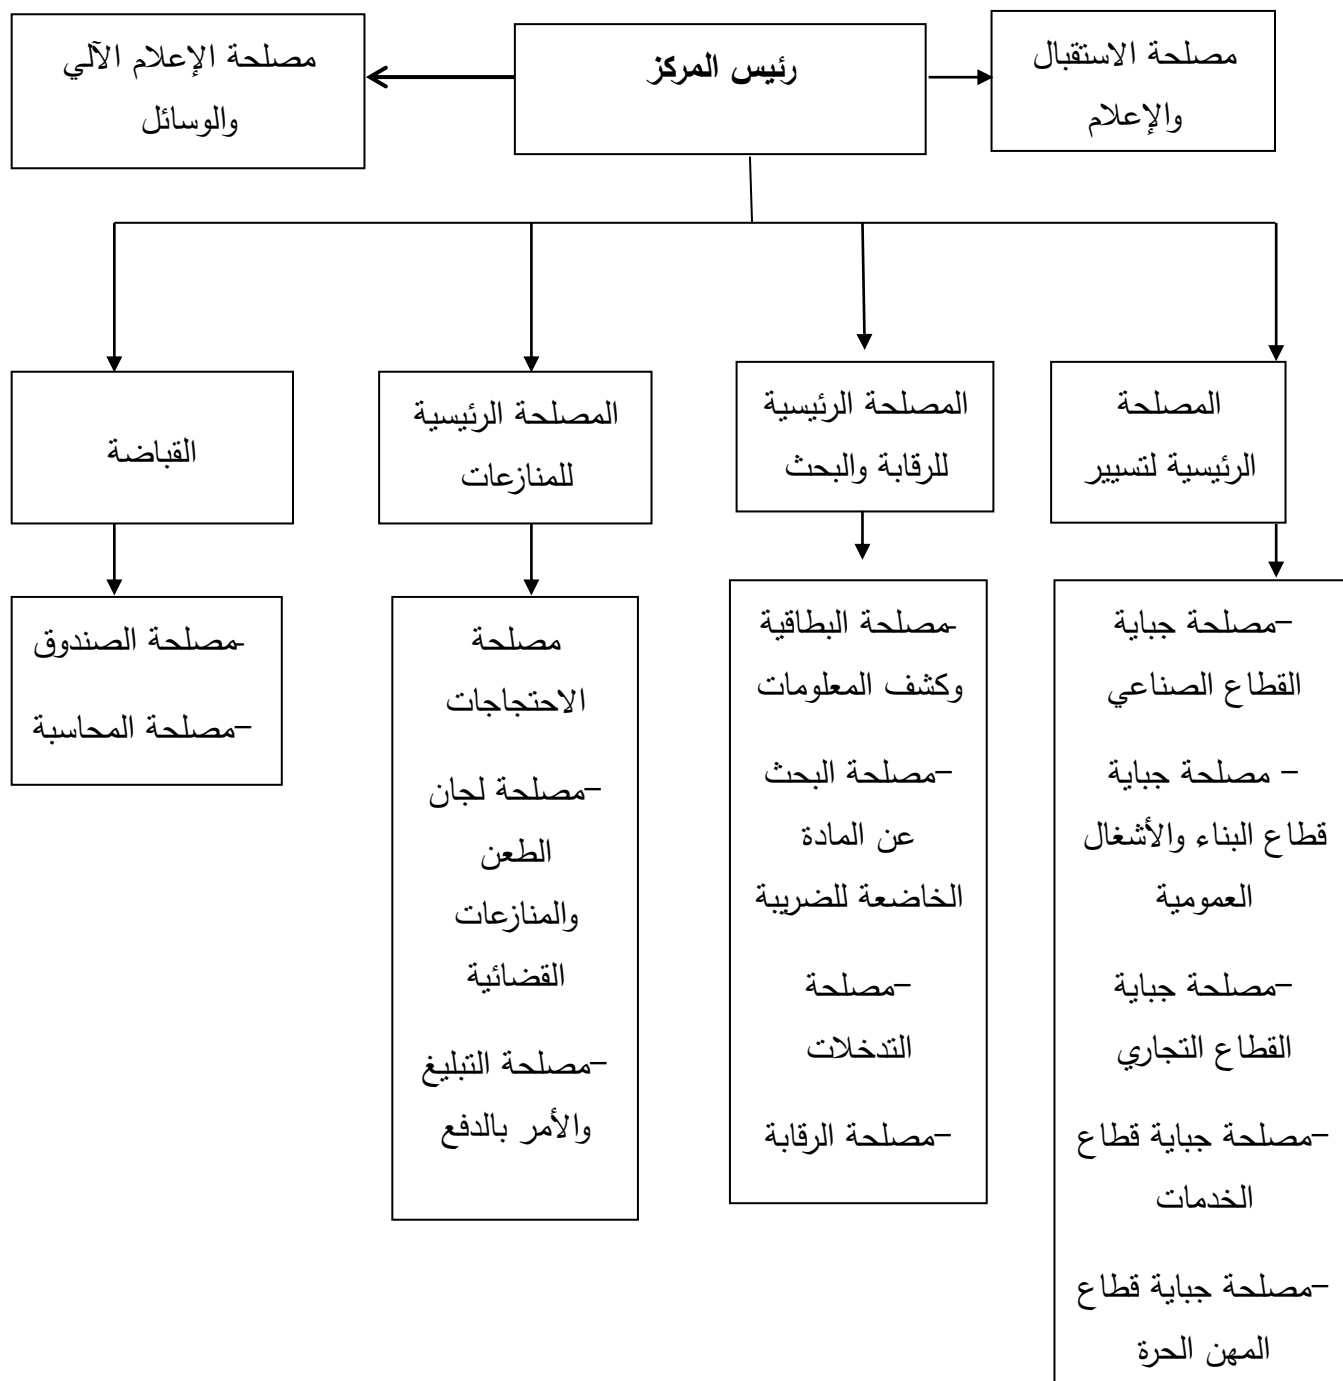 مصلحة الاستقبال
والإعلام
رئيس المركز
مصلحة الإعلام الآلي
والوسائل
المصلحة
الرئيسية لتسيير
المصلحة الرئيسية
للرقابة والبحث
المصلحة الرئيسية
للمنازعات
القباضة
-مصلحة جباية
القطاع الصناعي
- مصلحة جباية
قطاع البناء والأشغال
العمومية
-مصلحة جباية
القطاع التجاري
-مصلحة جباية قطاع
الخدمات
-مصلحة جباية قطاع
المهن الحرة
-مصلحة البطاقية
وكشف المعلومات
-مصلحة البحث
عن المادة
الخاضعة للضريبة
-مصلحة
التدخلات
-مصلحة الرقابة
مصلحة
الاحتجاجات
-مصلحة لجان
الطعن
والمنازعات
القضائية
-مصلحة التبليغ
والأمر بالدفع
-مصلحة الصندوق
-مصلحة المحاسبة